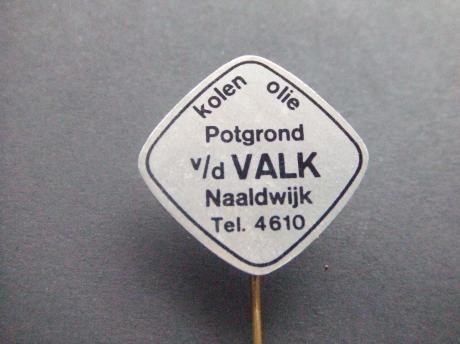 kolen olie
Potgrond
v/d VALK
Naaldwijk
Tel. 4610